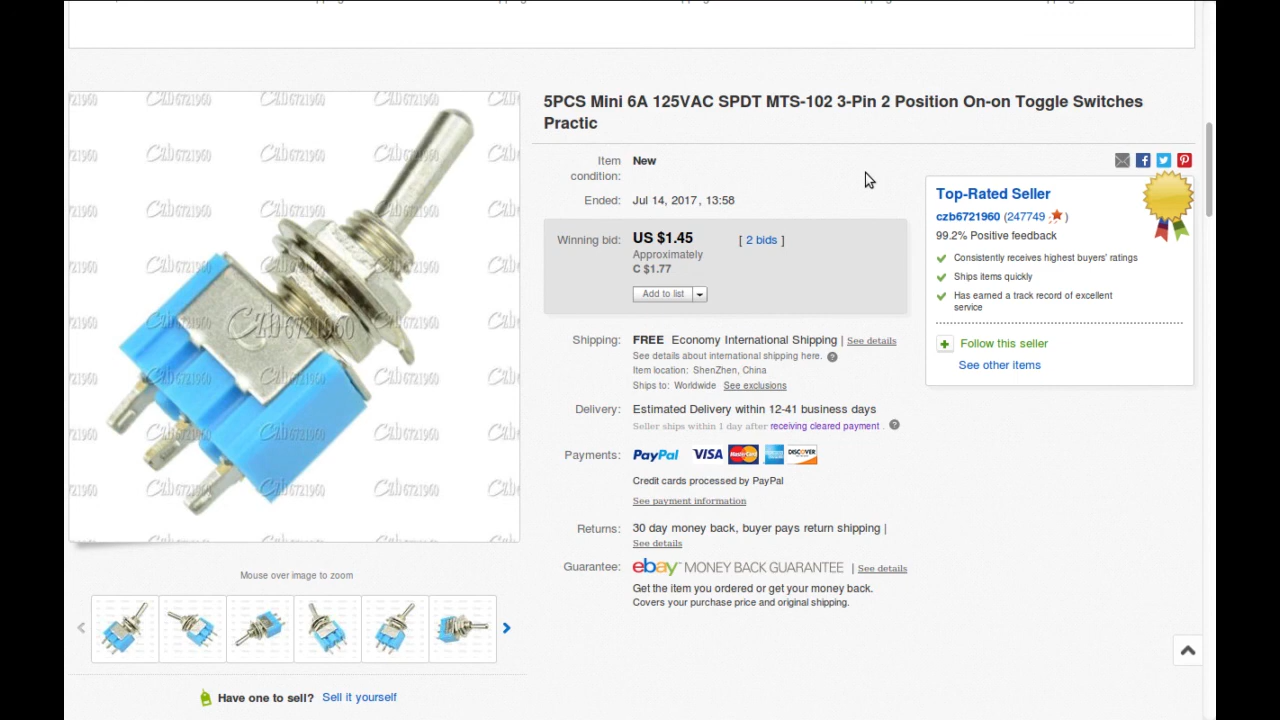 5PCS Mini 6A 125VAC SPDT MTS-102 3-Pin 2 Position On-on Toggle Switches
Practic
Item condition: New
Ended: Jul 14, 2017, 13:58
Winning bid: US $1.45 [ 2 bids ]
Approximately
C $1.77
Add to list
Shipping: FREE Economy International Shipping | See details
See details about international shipping here. ?
Item location: ShenZhen, China
Ships to: Worldwide See exclusions
Delivery: Estimated Delivery within 12-41 business days
Seller ships within 1 day after receiving cleared payment . ?
Payments: PayPal VISA MasterCard AMERICAN EXPRESS DISCOVER
Credit cards processed by PayPal
See payment information
Returns: 30 day money back, buyer pays return shipping |
See details
Guarantee: ebay MONEY BACK GUARANTEE | See details
Get the item you ordered or get your money back.
Covers your purchase price and original shipping.
Top-Rated Seller
czb6721960 (247749 )
99.2% Positive feedback
Consistently receives highest buyers' ratings
Ships items quickly
Has earned a track record of excellent
service
Follow this seller
See other items
Czb6721960
Mouse over image to zoom
Have one to sell? Sell it yourself